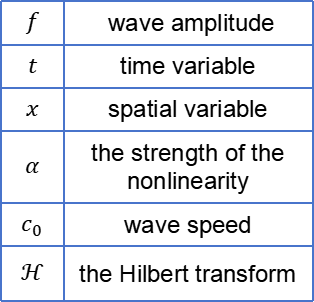 𝑓 wave amplitude
𝑡 time variable
𝑥 spatial variable
𝛼 the strength of the
nonlinearity
𝑐₀ wave speed
ℋ the Hilbert transform